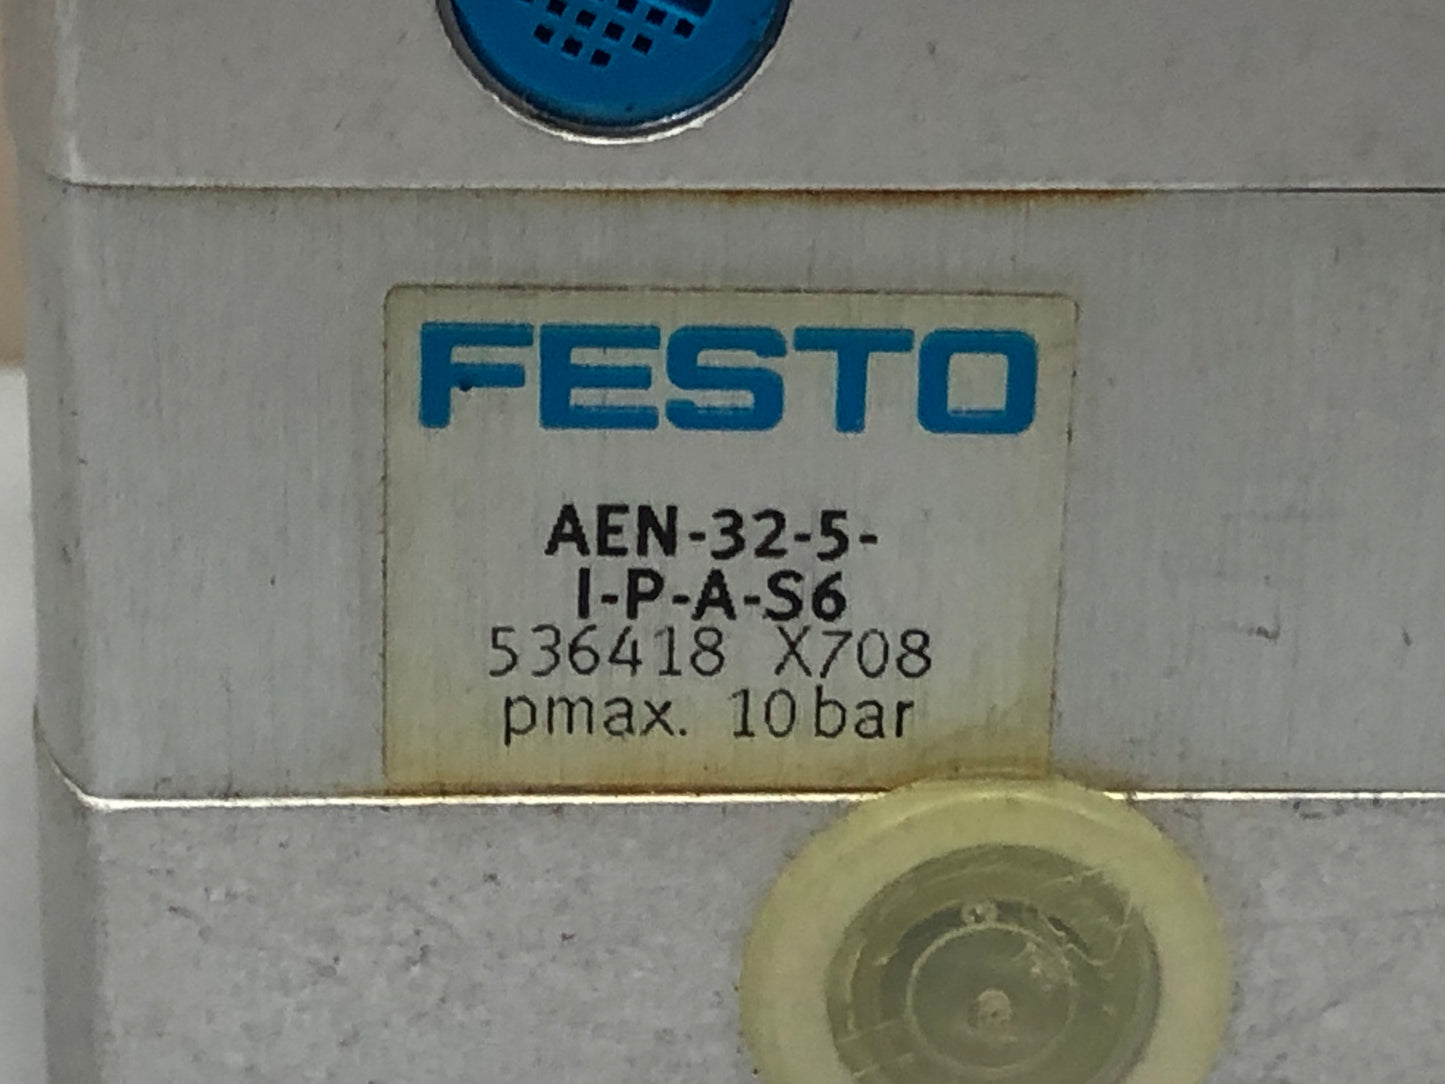 FESTO
AEN-32-5-
I-P-A-S6
536418 X708
pmax. 10 bar